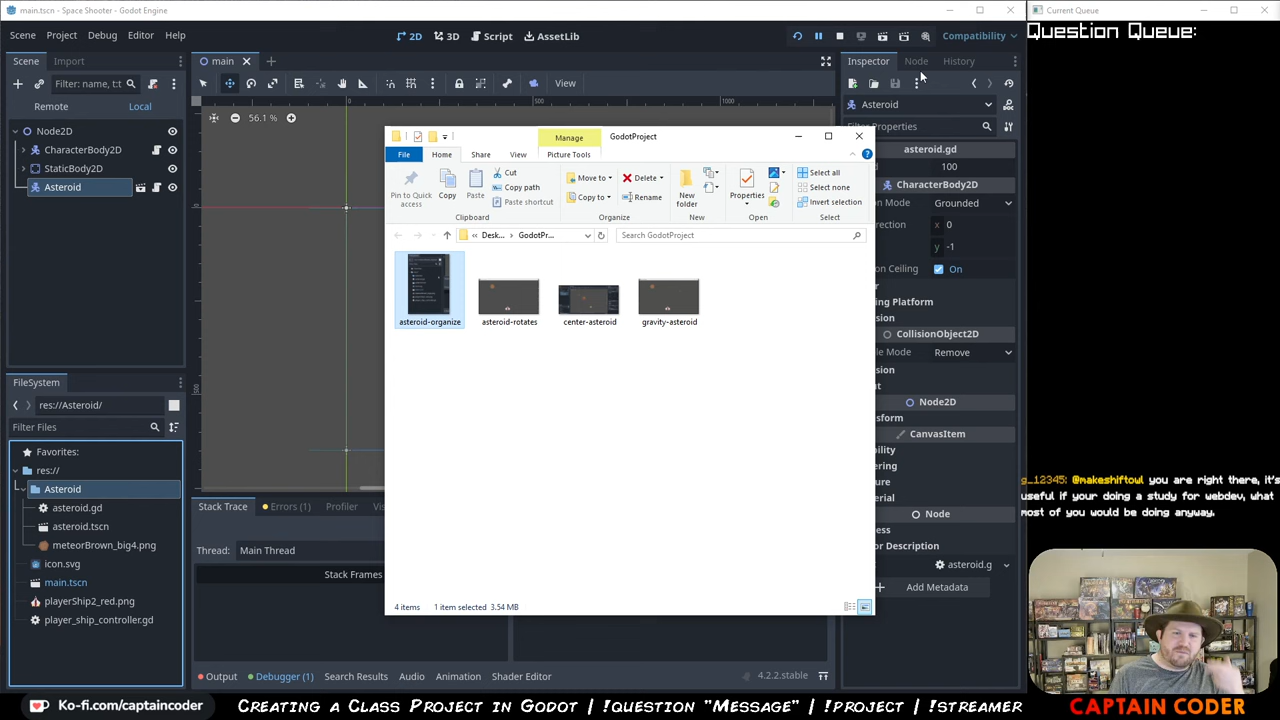 main.tscn - Space Shooter - Godot Engine
Scene Project Debug Editor Help
2D 3D Script AssetLib
Compatibility
Scene Import
Filter: name, t:t
Remote Local
Node2D
CharacterBody2D
StaticBody2D
Asteroid
FileSystem
res://Asteroid/
Filter Files
Favorites:
res://
Asteroid
asteroid.gd
asteroid.tscn
meteorBrown_big4.png
icon.svg
main.tscn
playerShip2_red.png
player_ship_controller.gd
main
View
56.1 %
0 500
Manage
GodotProject
File Home Share View Picture Tools
Pin to Quick access
Copy
Paste
Cut
Copy path
Paste shortcut
Clipboard
Move to
Copy to
Delete
Rename
Organize
New folder
New
Properties
Open
Select all
Select none
Invert selection
Select
« Desk... > GodotPr...
Search GodotProject
asteroid-organize
asteroid-rotates
center-asteroid
gravity-asteroid
4 items 1 item selected 3.54 MB
Stack Trace Errors (1) Profiler
Thread: Main Thread
Stack Frames
Output Debugger (1) Search Results Audio Animation Shader Editor
4.2.2.stable
Inspector Node History
Asteroid
Filter Properties
asteroid.gd
100
CharacterBody2D
Grounded
x 0
y -1
On
CollisionObject2D
Remove
Node2D
CanvasItem
Node
asteroid.g
Add Metadata
Current Queue
Question Queue:
g_12345: @makeshiftowl you are right there, it's
useful if your doing a study for webdev, what
most of you would be doing anyway.
Ko-fi.com/captaincoder
Creating a Class Project in Godot | !question "Message" | !project | !streamer
CAPTAIN CODER